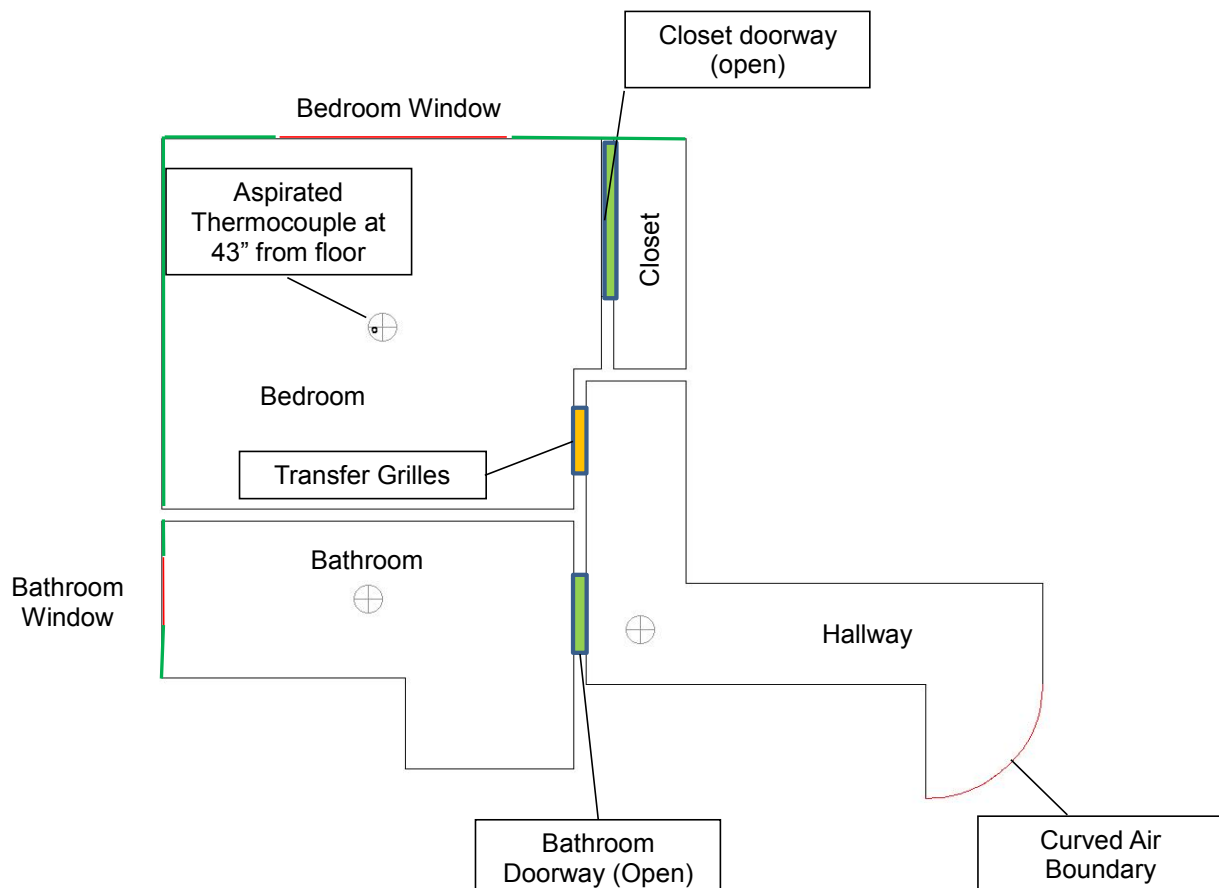 Closet doorway
(open)
Bedroom Window
Aspirated
Thermocouple at
43” from floor
Closet
Bedroom
Transfer Grilles
Bathroom
Bathroom
Window
Hallway
Bathroom
Doorway (Open)
Curved Air
Boundary